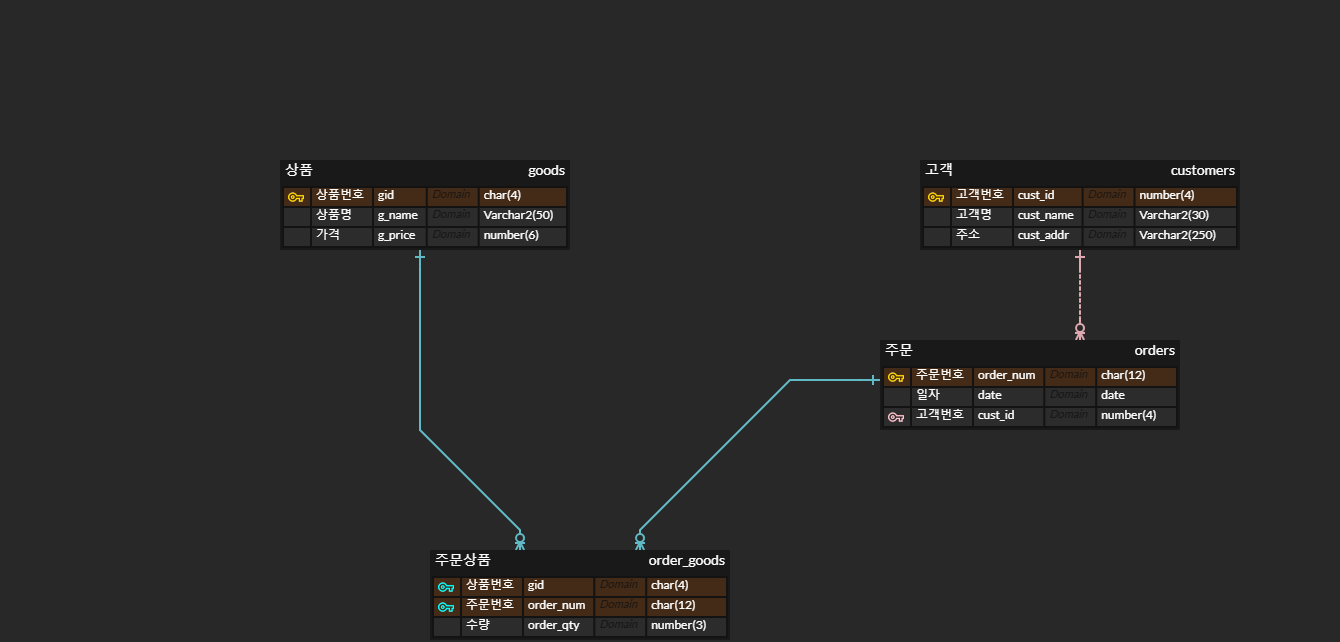 상품 goods
상품번호 gid Domain char(4)
상품명 g_name Domain Varchar2(50)
가격 g_price Domain number(6)
고객 customers
고객번호 cust_id Domain number(4)
고객명 cust_name Domain Varchar2(30)
주소 cust_addr Domain Varchar2(250)
주문 orders
주문번호 order_num Domain char(12)
일자 date Domain date
고객번호 cust_id Domain number(4)
주문상품 order_goods
상품번호 gid Domain char(4)
주문번호 order_num Domain char(12)
수량 order_qty Domain number(3)